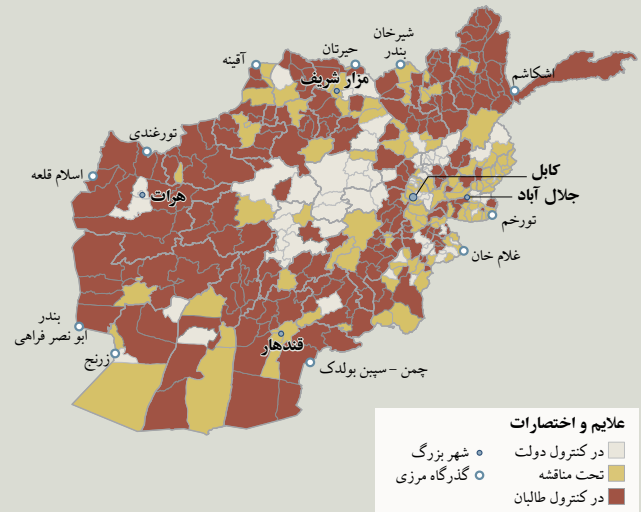 شیرخان
بندر
حیرتان
آقینه
مزار شریف
اشکاشم
تورغندی
اسلام قلعه
هرات
کابل
جلال آباد
تورخم
غلام خان
بندر
ابو نصر فراهی
زرنج
قندهار
چمن - سپین بولدک
علایم و اختصارات
در کنترول دولت
شهر بزرگ
تحت مناقشه
گذرگاه مرزی
در کنترول طالبان